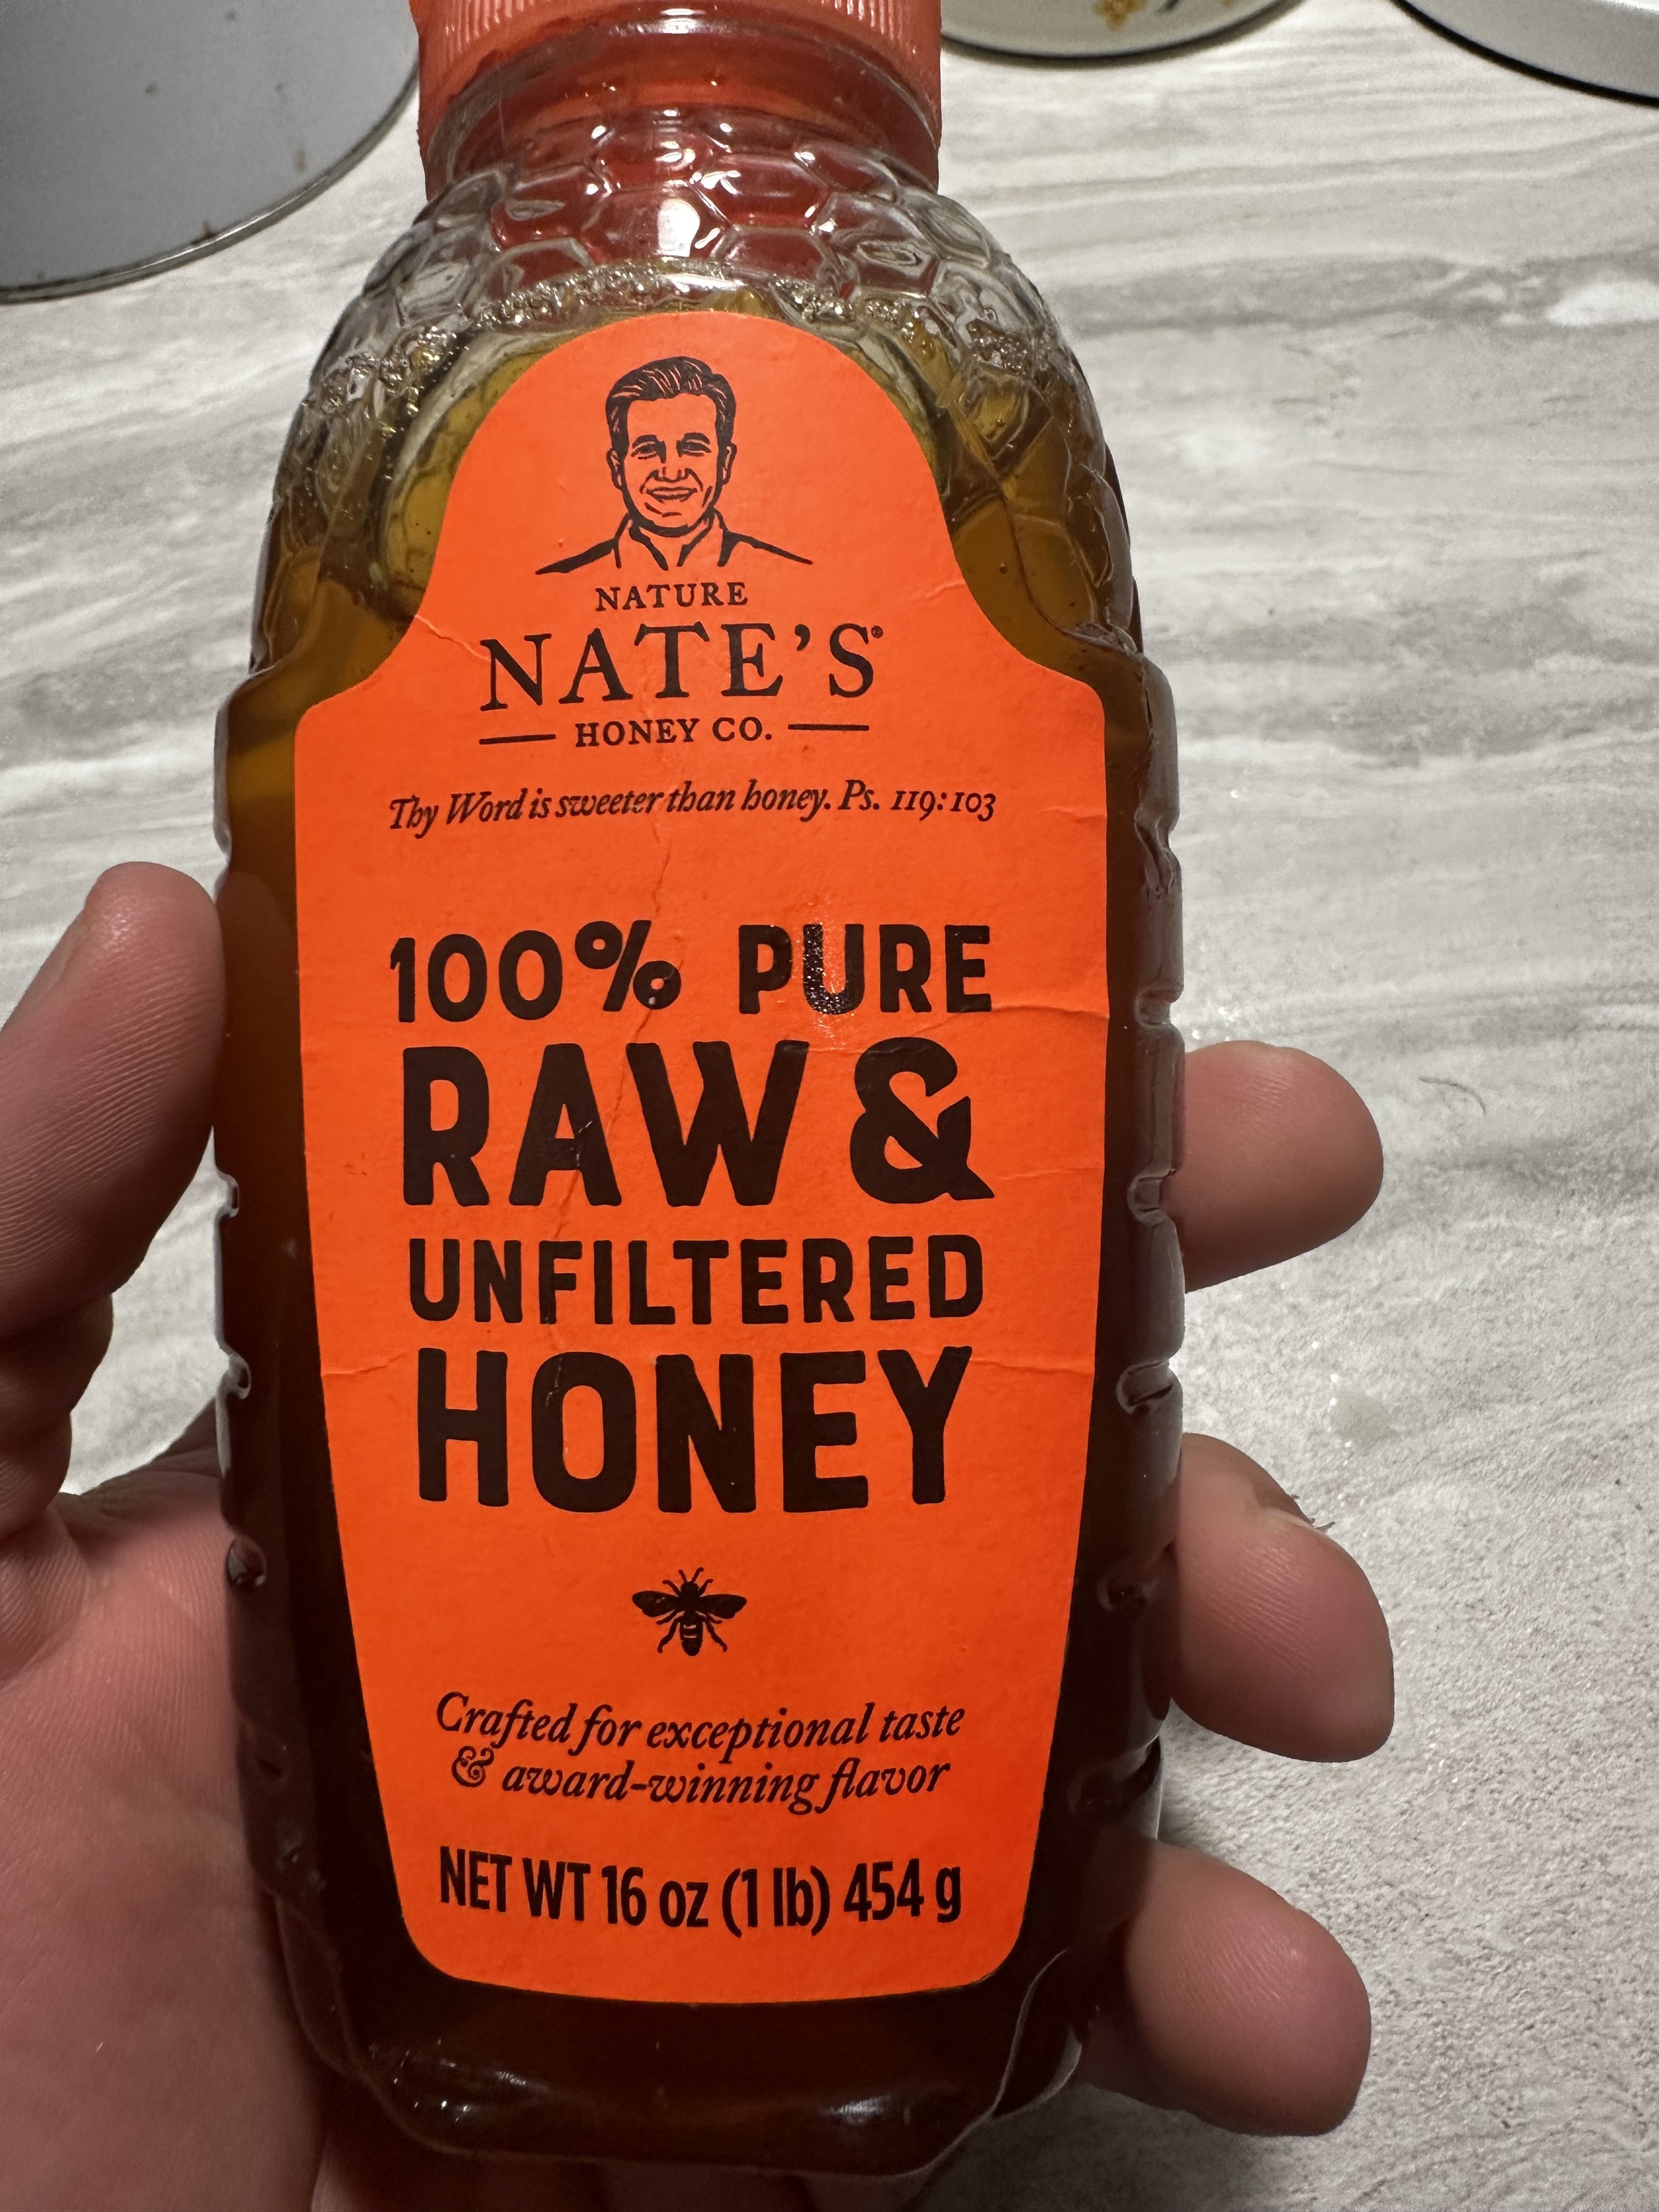 NATURE
NATE'S®
HONEY CO.
Thy Word is sweeter than honey. Ps. 119:103
100% PURE
RAW &
UNFILTERED
HONEY
Crafted for exceptional taste
& award-winning flavor
NET WT 16 oz (1 lb) 454 g